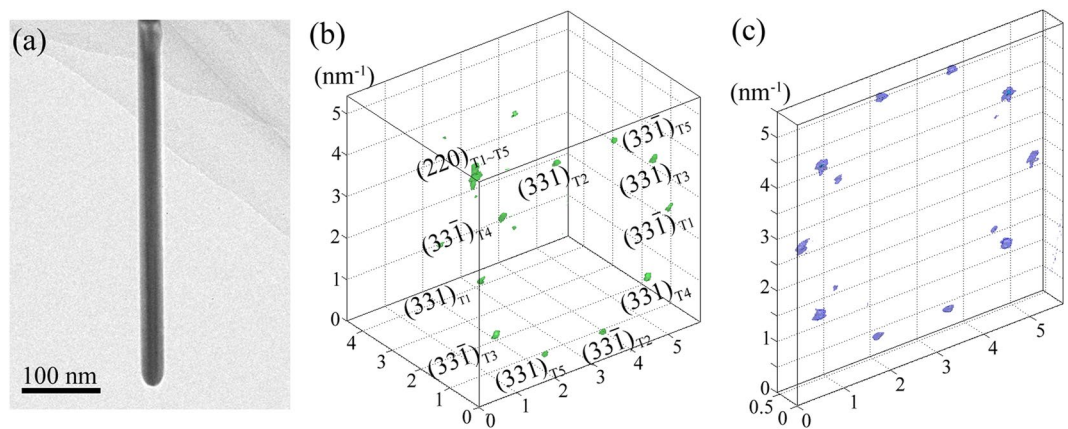 (a)
100 nm
(b)
(nm⁻¹)
5
4
3
2
1
0
(220)T1~T5
(331)T2
(331̄)T5
(331)T3
(331̄)T4
(331̄)T1
(331)T1
(331)T4
(331̄)T3
(331̄)T2
(331)T5
4
3
2
1
0
0
1
2
3
4
5
(c)
(nm⁻¹)
5
4
3
2
1
0
0.5
0
0
1
2
3
4
5